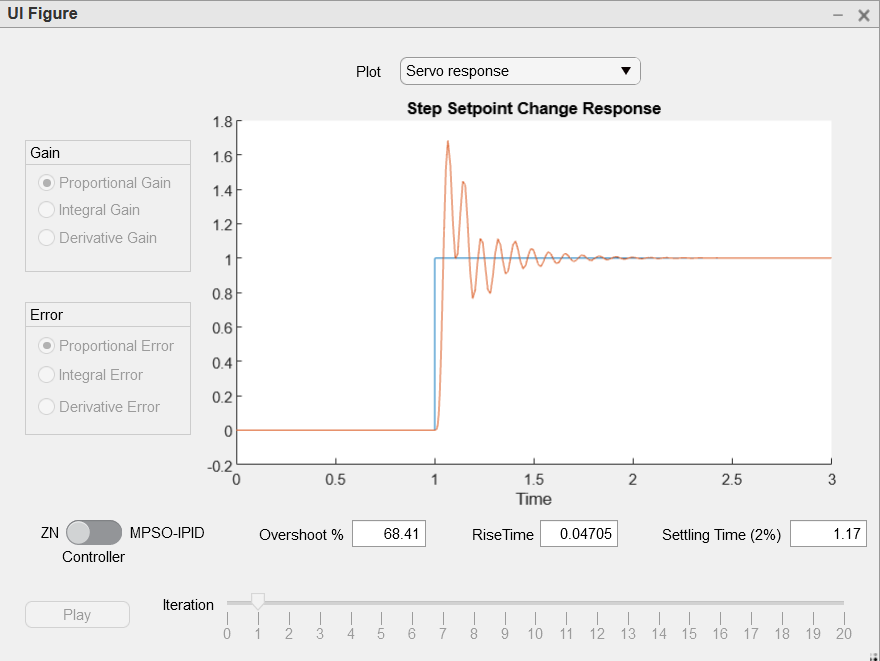 UI Figure
Plot
Servo response
Step Setpoint Change Response
1.8
1.6
1.4
1.2
1
0.8
0.6
0.4
0.2
0
-0.2
0 0.5 1 1.5 2 2.5 3
Time
Gain
Proportional Gain
Integral Gain
Derivative Gain
Error
Proportional Error
Integral Error
Derivative Error
ZN MPSO-IPID
Controller
Overshoot % 68.41
RiseTime 0.04705
Settling Time (2%) 1.17
Play
Iteration
0 1 2 3 4 5 6 7 8 9 10 11 12 13 14 15 16 17 18 19 20